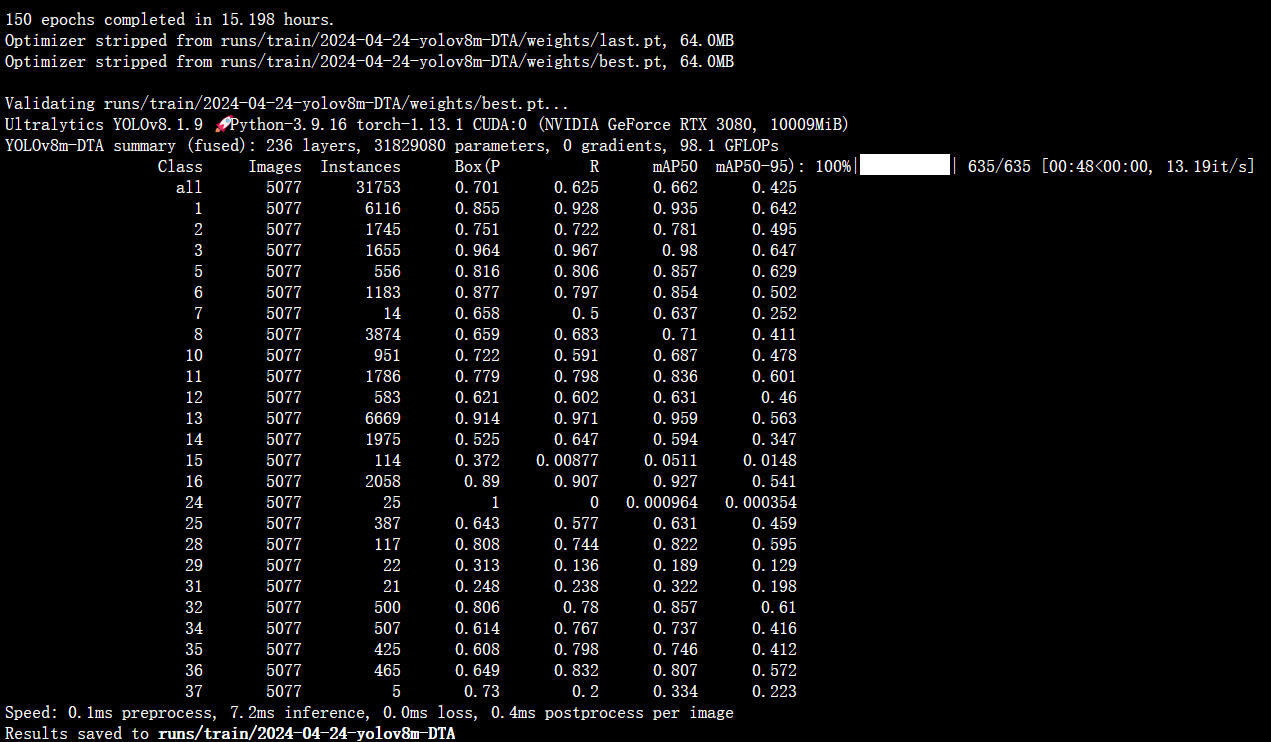 150 epochs completed in 15.198 hours.
Optimizer stripped from runs/train/2024-04-24-yolov8m-DTA/weights/last.pt, 64.0MB
Optimizer stripped from runs/train/2024-04-24-yolov8m-DTA/weights/best.pt, 64.0MB
Validating runs/train/2024-04-24-yolov8m-DTA/weights/best.pt...
Ultralytics YOLOv8.1.9 🚀Python-3.9.16 torch-1.13.1 CUDA:0 (NVIDIA GeForce RTX 3080, 10009MiB)
YOLOv8m-DTA summary (fused): 236 layers, 31829080 parameters, 0 gradients, 98.1 GFLOPs
Class Images Instances Box(P R mAP50 mAP50-95): 100%|██████████| 635/635 [00:48<00:00, 13.19it/s]
all 5077 31753 0.701 0.625 0.662 0.425
1 5077 6116 0.855 0.928 0.935 0.642
2 5077 1745 0.751 0.722 0.781 0.495
3 5077 1655 0.964 0.967 0.98 0.647
5 5077 556 0.816 0.806 0.857 0.629
6 5077 1183 0.877 0.797 0.854 0.502
7 5077 14 0.658 0.5 0.637 0.252
8 5077 3874 0.659 0.683 0.71 0.411
10 5077 951 0.722 0.591 0.687 0.478
11 5077 1786 0.779 0.798 0.836 0.601
12 5077 583 0.621 0.602 0.631 0.46
13 5077 6669 0.914 0.971 0.959 0.563
14 5077 1975 0.525 0.647 0.594 0.347
15 5077 114 0.372 0.00877 0.0511 0.0148
16 5077 2058 0.89 0.907 0.927 0.541
24 5077 25 1 0 0.000964 0.000354
25 5077 387 0.643 0.577 0.631 0.459
28 5077 117 0.808 0.744 0.822 0.595
29 5077 22 0.313 0.136 0.189 0.129
31 5077 21 0.248 0.238 0.322 0.198
32 5077 500 0.806 0.78 0.857 0.61
34 5077 507 0.614 0.767 0.737 0.416
35 5077 425 0.608 0.798 0.746 0.412
36 5077 465 0.649 0.832 0.807 0.572
37 5077 5 0.73 0.2 0.334 0.223
Speed: 0.1ms preprocess, 7.2ms inference, 0.0ms loss, 0.4ms postprocess per image
Results saved to runs/train/2024-04-24-yolov8m-DTA